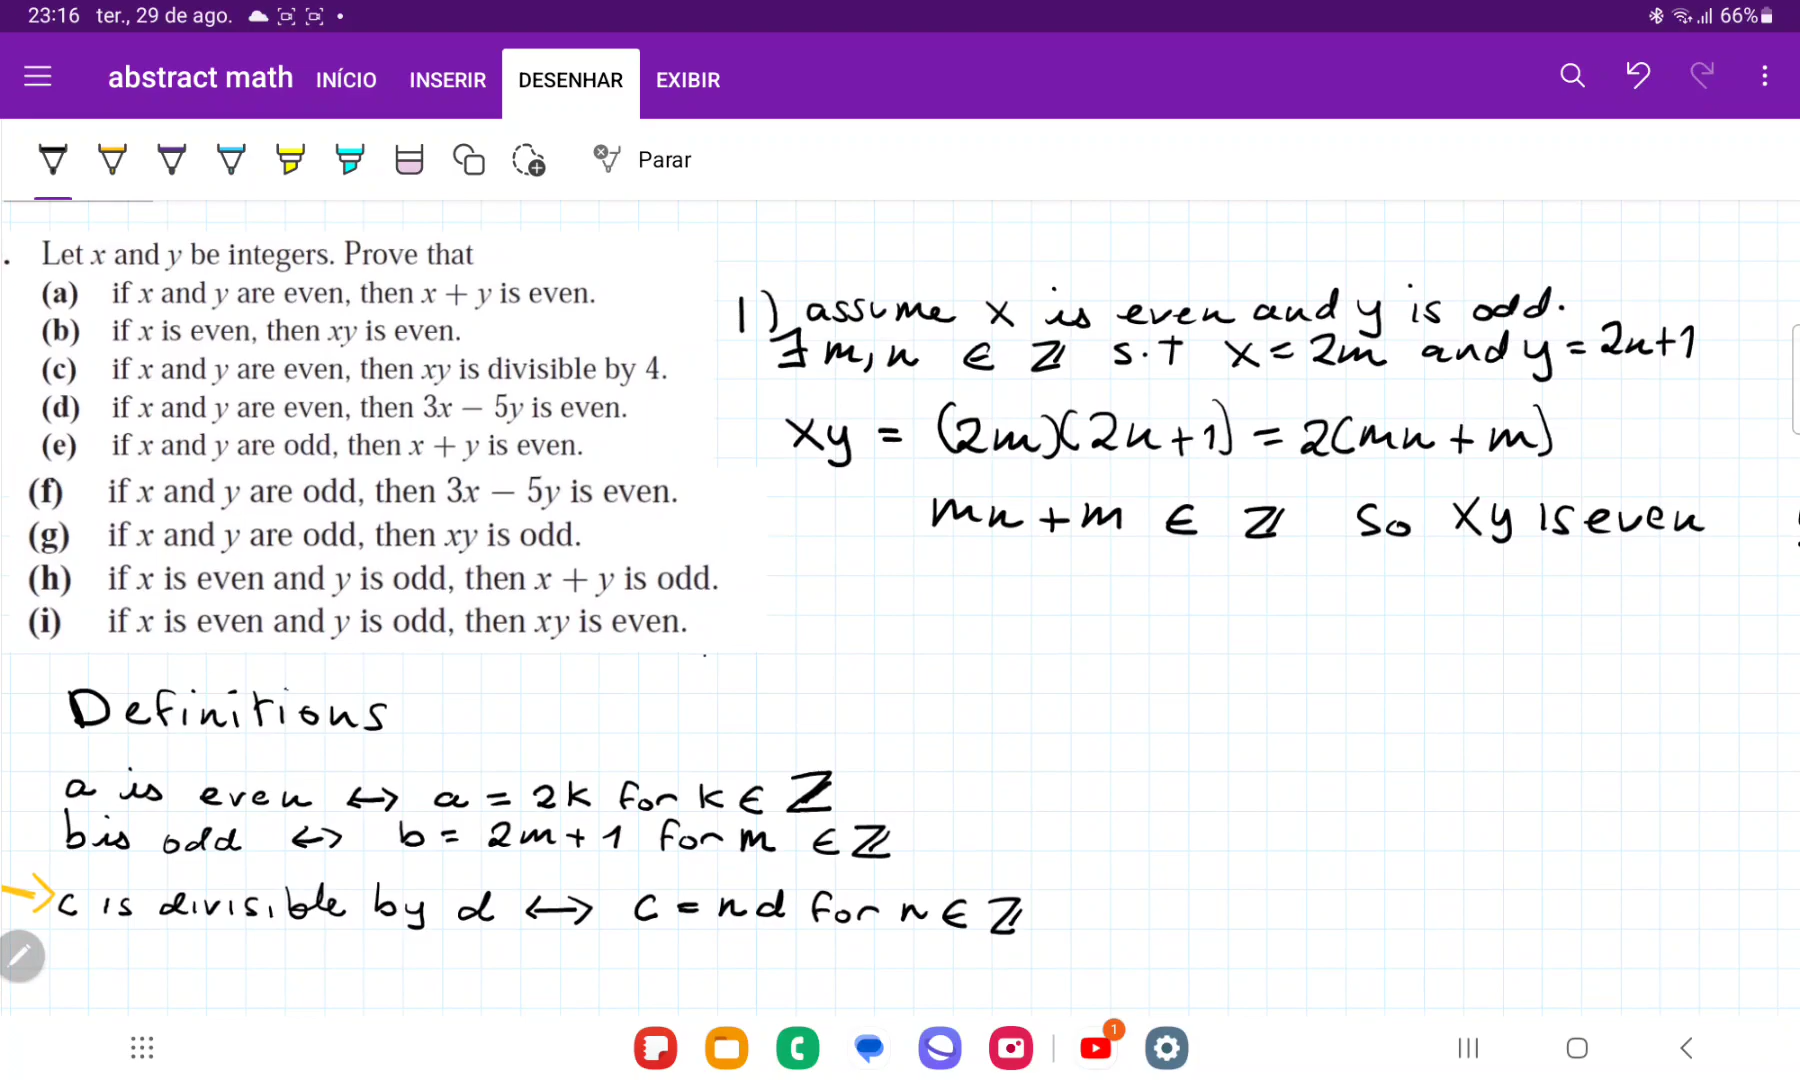 23:16 ter., 29 de ago. 66%
abstract math INÍCIO INSERIR DESENHAR EXIBIR
Parar
. Let x and y be integers. Prove that
(a) if x and y are even, then x + y is even.
(b) if x is even, then xy is even.
(c) if x and y are even, then xy is divisible by 4.
(d) if x and y are even, then 3x − 5y is even.
(e) if x and y are odd, then x + y is even.
(f) if x and y are odd, then 3x − 5y is even.
(g) if x and y are odd, then xy is odd.
(h) if x is even and y is odd, then x + y is odd.
(i) if x is even and y is odd, then xy is even.
1) assume x is even and y is odd.
∃ m, n ∈ ℤ s.t x = 2m and y = 2n+1
xy = (2m)(2n+1) = 2(mn + m)
mn + m ∈ ℤ so xy is even
Definitions
a is even ↔ a = 2k for k ∈ ℤ
b is odd ↔ b = 2m + 1 for m ∈ ℤ
c is divisible by d ↔ c = nd for n ∈ ℤ
1